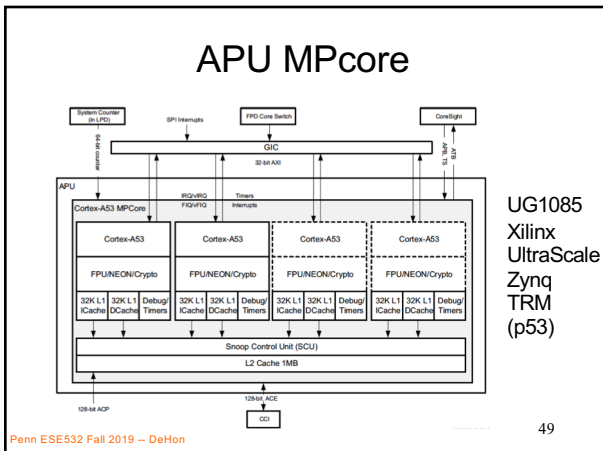 APU MPcore
System Counter
(in LPD)
SPI Interrupts
FPD Core Switch
CoreSight
64-bit counter
GIC
32-bit AXI
APB, TS
ATB
APU
Cortex-A53 MPCore
IRQ/vIRQ
FIQ/vFIQ
Timers
Interrupts
Cortex-A53
Cortex-A53
Cortex-A53
Cortex-A53
FPU/NEON/Crypto
FPU/NEON/Crypto
FPU/NEON/Crypto
FPU/NEON/Crypto
32K L1
ICache
32K L1
DCache
Debug/
Timers
32K L1
ICache
32K L1
DCache
Debug/
Timers
32K L1
ICache
32K L1
DCache
Debug/
Timers
32K L1
ICache
32K L1
DCache
Debug/
Timers
Snoop Control Unit (SCU)
L2 Cache 1MB
128-bit ACP
128-bit ACE
CCI
UG1085
Xilinx
UltraScale
Zynq
TRM
(p53)
Penn ESE532 Fall 2019 -- DeHon
49